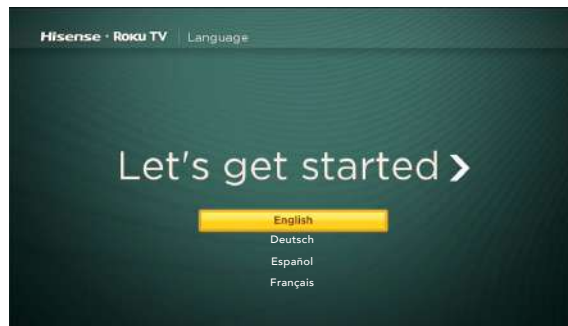 Hisense · Roku TV | Language
Let's get started >
English
Deutsch
Español
Français